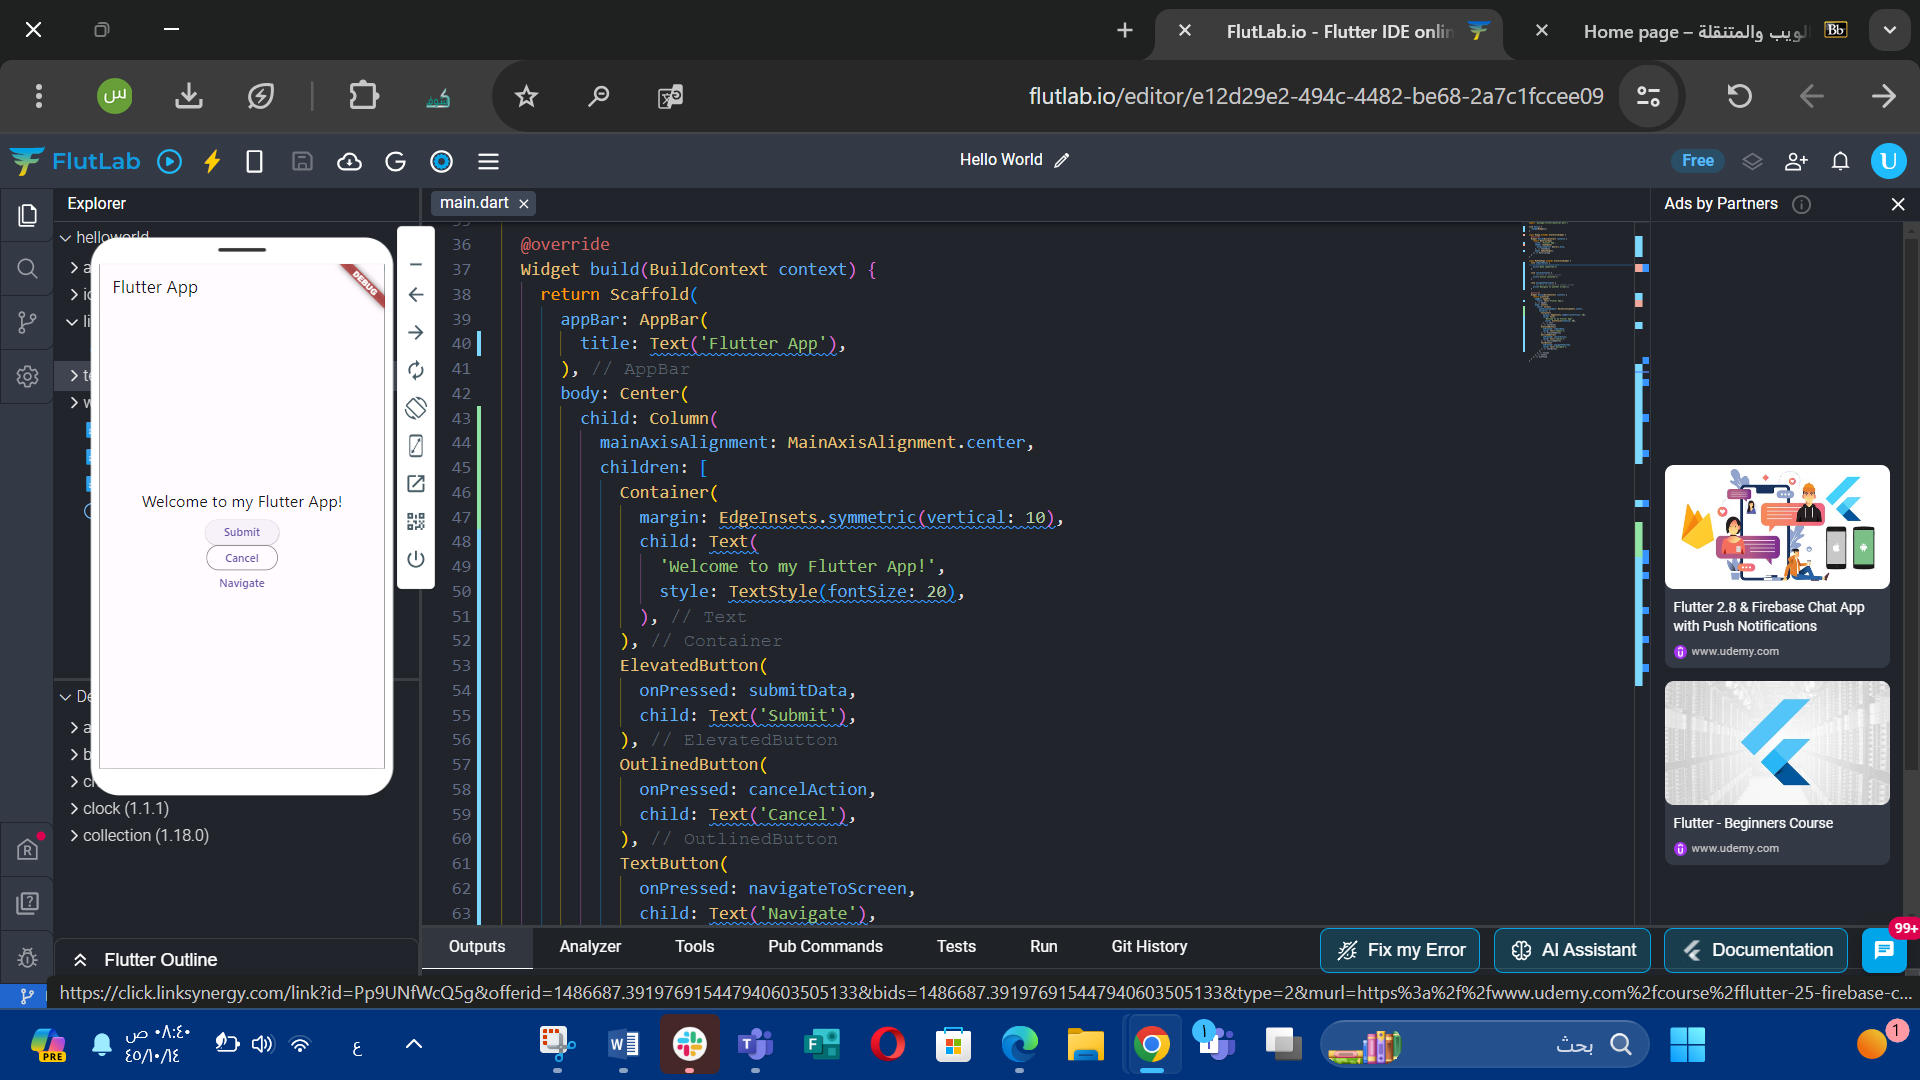 FlutLab.io - Flutter IDE onlin
Home page – الويب والمتنقلة
Bb
س
flutlab.io/editor/e12d29e2-494c-4482-be68-2a7c1fccee09
FlutLab
Hello World
Free
U
Explorer
main.dart
Ads by Partners
helloworld
Flutter App
DEBUG
Welcome to my Flutter App!
Submit
Cancel
Navigate
clock (1.1.1)
collection (1.18.0)
Flutter Outline
36 @override
37 Widget build(BuildContext context) {
38 return Scaffold(
39 appBar: AppBar(
40 title: Text('Flutter App'),
41 ), // AppBar
42 body: Center(
43 child: Column(
44 mainAxisAlignment: MainAxisAlignment.center,
45 children: [
46 Container(
47 margin: EdgeInsets.symmetric(vertical: 10),
48 child: Text(
49 'Welcome to my Flutter App!',
50 style: TextStyle(fontSize: 20),
51 ), // Text
52 ), // Container
53 ElevatedButton(
54 onPressed: submitData,
55 child: Text('Submit'),
56 ), // ElevatedButton
57 OutlinedButton(
58 onPressed: cancelAction,
59 child: Text('Cancel'),
60 ), // OutlinedButton
61 TextButton(
62 onPressed: navigateToScreen,
63 child: Text('Navigate'),
Flutter 2.8 & Firebase Chat App
with Push Notifications
www.udemy.com
Flutter - Beginners Course
www.udemy.com
Outputs
Analyzer
Tools
Pub Commands
Tests
Run
Git History
Fix my Error
AI Assistant
Documentation
99+
https://click.linksynergy.com/link?id=Pp9UNfWcQ5g&offerid=1486687.3919769154479406035051​33&bids=1486687.391976915447940603505133&type=2&murl=https%3a%2f%2fwww.udemy.com%2fcourse%2fflutter-25-firebase-c...
PRE
٠٨:٤٠ ص
٤٥/١٠/١٤
ع
بحث
1